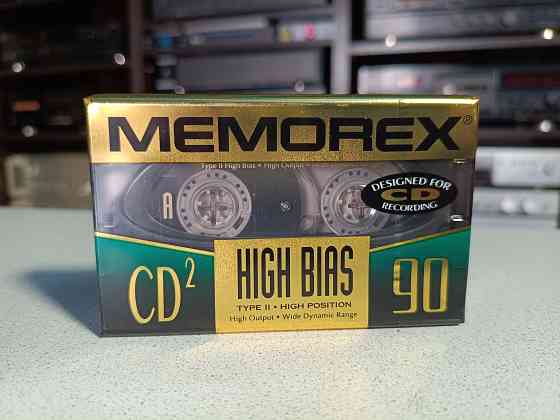 MEMOREX®
Type II High Bias • High Output
A
DESIGNED FOR
CD
RECORDING
CD²
HIGH BIAS
90
TYPE II • HIGH POSITION
High Output • Wide Dynamic Range